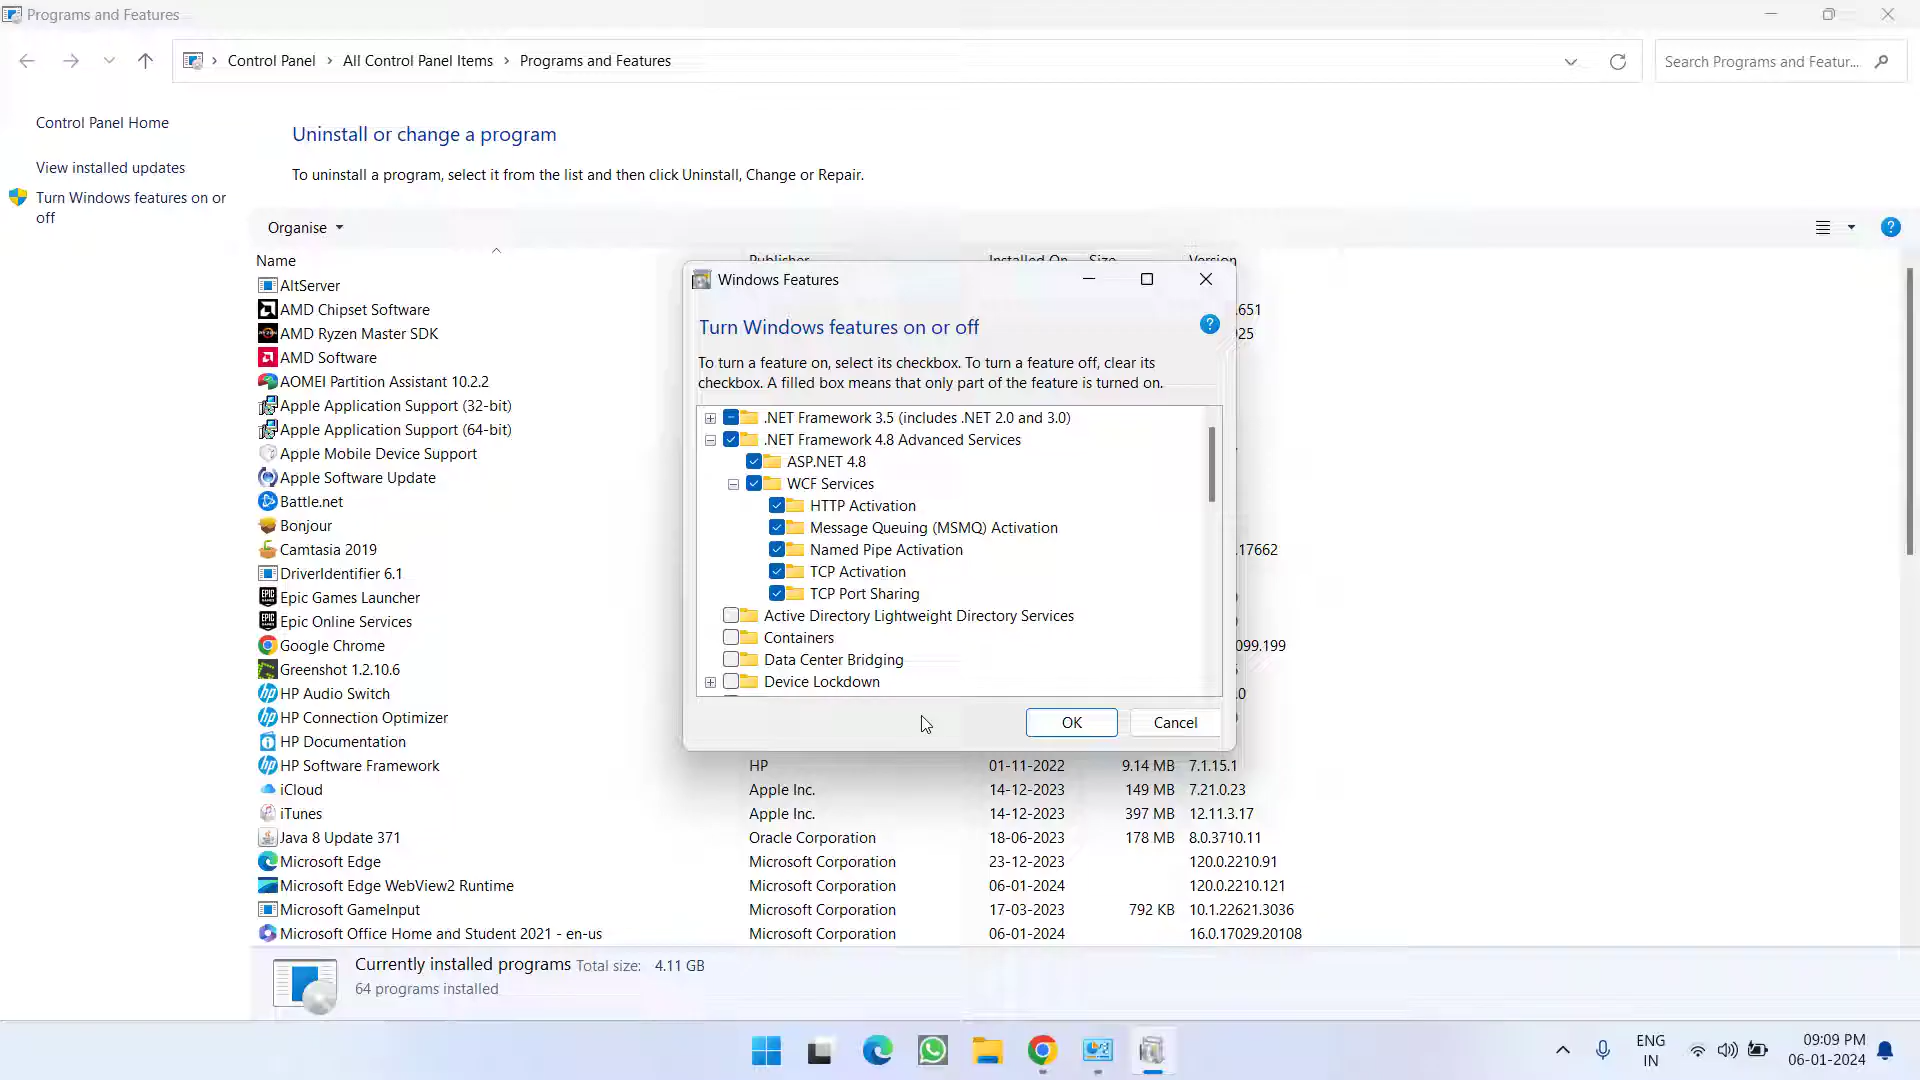 Programs and Features
Control Panel > All Control Panel Items > Programs and Features
Search Programs and Featur...
Control Panel Home
View installed updates
Turn Windows features on or
off
Uninstall or change a program
To uninstall a program, select it from the list and then click Uninstall, Change or Repair.
Organise
Name
Publisher
Installed On
Size
Version
AltServer
AMD Chipset Software
.651
AMD Ryzen Master SDK
AMD Software
AOMEI Partition Assistant 10.2.2
Apple Application Support (32-bit)
Apple Application Support (64-bit)
Apple Mobile Device Support
Apple Software Update
Battle.net
Bonjour
Camtasia 2019
.17662
DriverIdentifier 6.1
Epic Games Launcher
Epic Online Services
Google Chrome
099.199
Greenshot 1.2.10.6
HP Audio Switch
HP Connection Optimizer
HP Documentation
HP Software Framework
HP 01-11-2022 9.14 MB 7.1.15.1
iCloud
Apple Inc. 14-12-2023 149 MB 7.21.0.23
iTunes
Apple Inc. 14-12-2023 397 MB 12.11.3.17
Java 8 Update 371
Oracle Corporation 18-06-2023 178 MB 8.0.3710.11
Microsoft Edge
Microsoft Corporation 23-12-2023 120.0.2210.91
Microsoft Edge WebView2 Runtime
Microsoft Corporation 06-01-2024 120.0.2210.121
Microsoft GameInput
Microsoft Corporation 17-03-2023 792 KB 10.1.22621.3036
Microsoft Office Home and Student 2021 - en-us
Microsoft Corporation 06-01-2024 16.0.17029.20108
Windows Features
Turn Windows features on or off
To turn a feature on, select its checkbox. To turn a feature off, clear its
checkbox. A filled box means that only part of the feature is turned on.
.NET Framework 3.5 (includes .NET 2.0 and 3.0)
.NET Framework 4.8 Advanced Services
ASP.NET 4.8
WCF Services
HTTP Activation
Message Queuing (MSMQ) Activation
Named Pipe Activation
TCP Activation
TCP Port Sharing
Active Directory Lightweight Directory Services
Containers
Data Center Bridging
Device Lockdown
OK
Cancel
Currently installed programs Total size: 4.11 GB
64 programs installed
ENG
IN
09:09 PM
06-01-2024